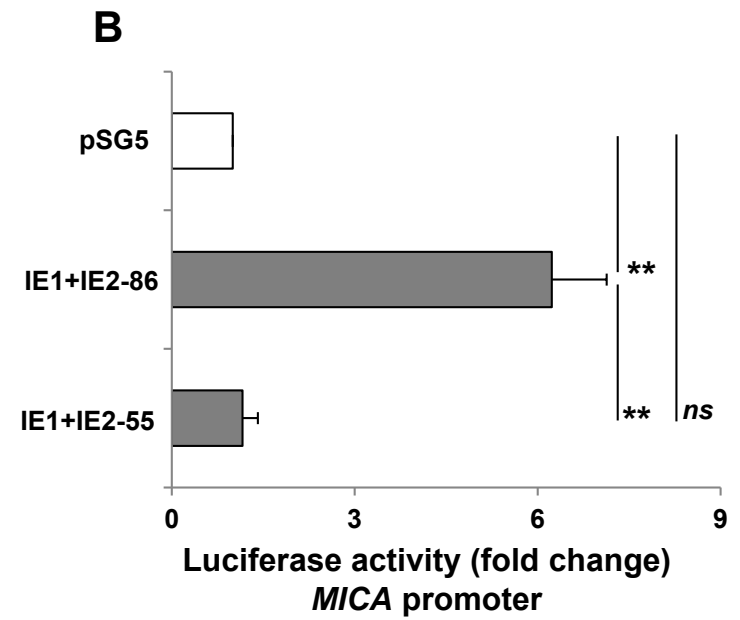 B
pSG5
IE1+IE2-86
**
IE1+IE2-55
**
ns
0 3 6 9
Luciferase activity (fold change)
MICA promoter